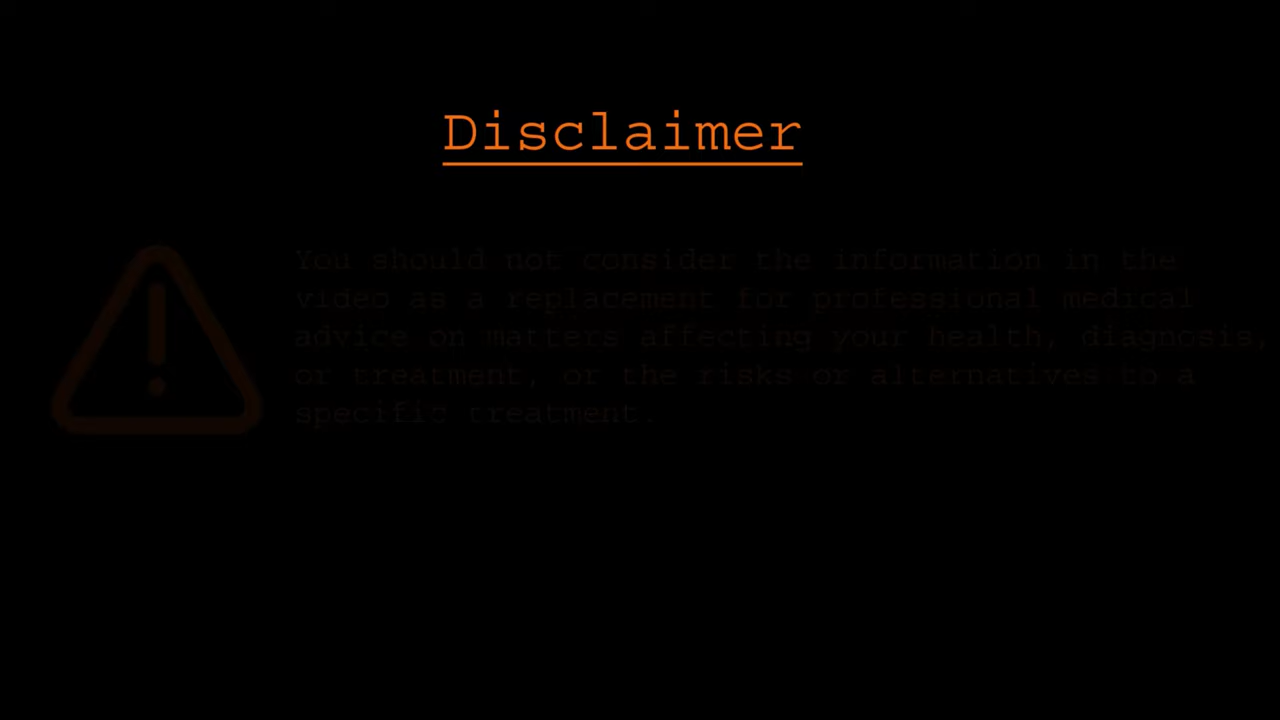 Disclaimer
You should not consider the information in the
video as a replacement for professional medical
advice on matters affecting your health, diagnosis,
or treatment, or the risks or alternatives to a
specific treatment.